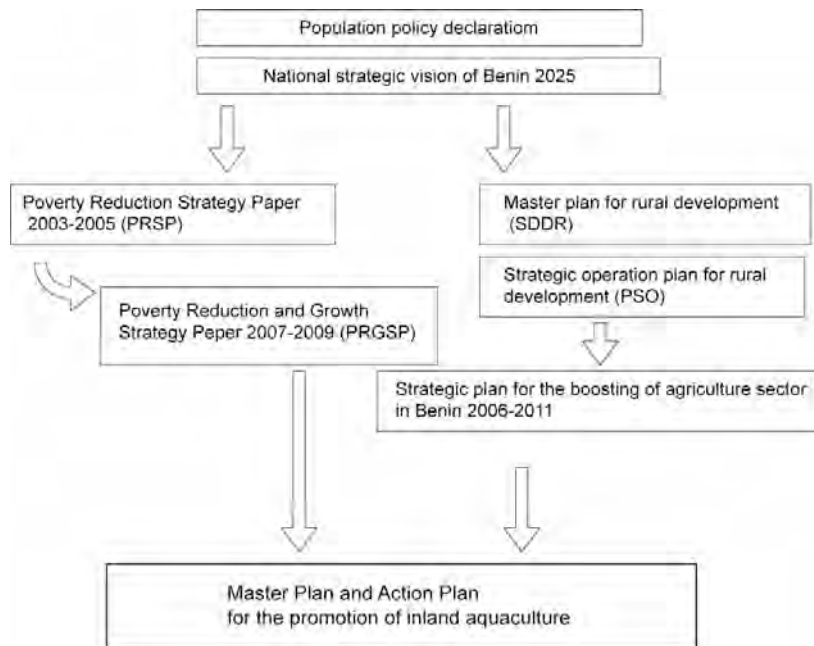 Population policy declaratiom
National strategic vision of Benin 2025
Poverty Reduction Strategy Paper
2003-2005 (PRSP)
Master plan for rural development
(SDDR)
Strategic operation plan for rural
development (PSO)
Poverty Reduction and Growth
Strategy Peper 2007-2009 (PRGSP)
Strategic plan for the boosting of agriculture sector
in Benin 2006-2011
Master Plan and Action Plan
for the promotion of inland aquaculture